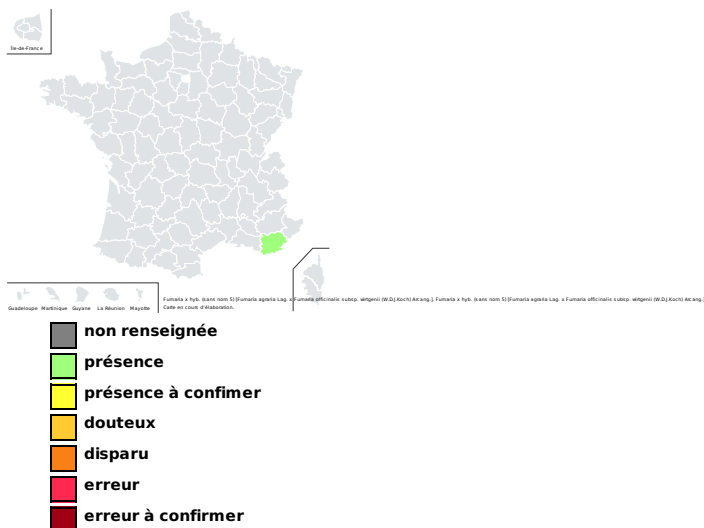 Île-de-France
Guadeloupe Martinique Guyane La Réunion Mayotte
Fumaria x hyb. (sans nom 5) [Fumaria agraria Lag. x Fumaria officinalis subsp. wirtgenii (W.D.J.Koch) Arcang.], Fumaria x hyb. (sans nom 5) [Fumaria agraria Lag. x Fumaria officinalis subsp. wirtgenii (W.D.J.Koch) Arcang.]
Carte en cours d'élaboration.
non renseignée
présence
présence à confimer
douteux
disparu
erreur
erreur à confirmer